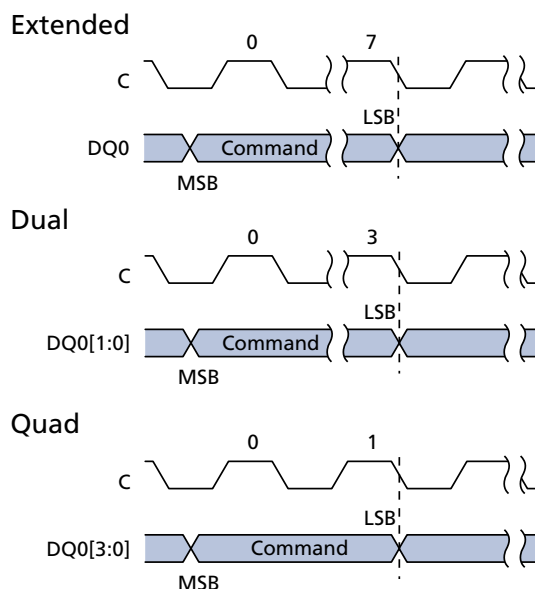 Extended
0 7
C
LSB
DQ0 Command
MSB
Dual
0 3
C
LSB
DQ0[1:0] Command
MSB
Quad
0 1
C
LSB
DQ0[3:0] Command
MSB